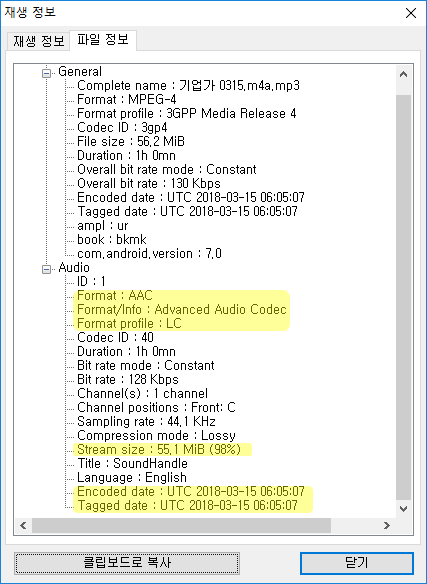 재생 정보
재생 정보 파일 정보
General
Complete name : 기업가 0315.m4a.mp3
Format : MPEG-4
Format profile : 3GPP Media Release 4
Codec ID : 3gp4
File size : 56.2 MiB
Duration : 1h 0mn
Overall bit rate mode : Constant
Overall bit rate : 130 Kbps
Encoded date : UTC 2018-03-15 06:05:07
Tagged date : UTC 2018-03-15 06:05:07
ampl : ur
book : bkmk
com.android.version : 7.0
Audio
ID : 1
Format : AAC
Format/Info : Advanced Audio Codec
Format profile : LC
Codec ID : 40
Duration : 1h 0mn
Bit rate mode : Constant
Bit rate : 128 Kbps
Channel(s) : 1 channel
Channel positions : Front: C
Sampling rate : 44.1 KHz
Compression mode : Lossy
Stream size : 55.1 MiB (98%)
Title : SoundHandle
Language : English
Encoded date : UTC 2018-03-15 06:05:07
Tagged date : UTC 2018-03-15 06:05:07
클립보드로 복사 닫기